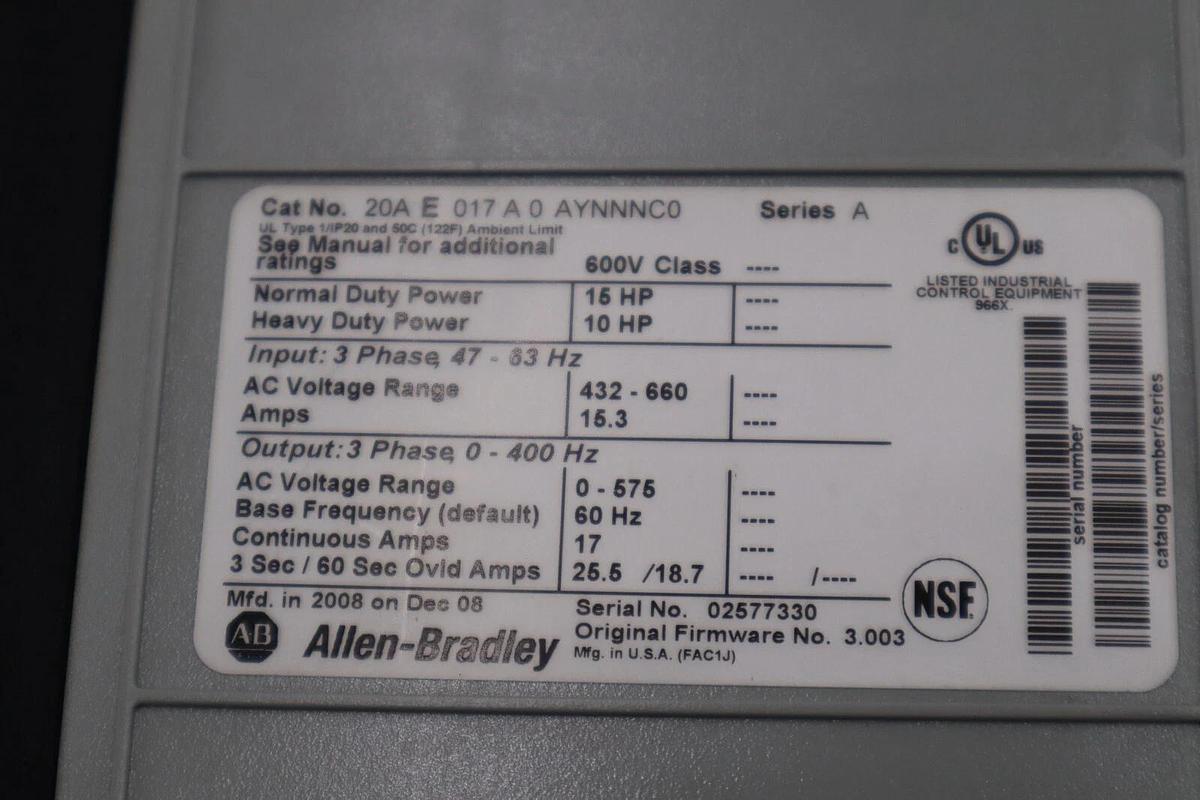 Cat No. 20A E 017 A 0 AYNNNC0 Series A
UL Type 1/IP20 and 50C (122F) Ambient Limit
See Manual for additional
ratings 600V Class ----
Normal Duty Power 15 HP ----
Heavy Duty Power 10 HP ----
Input: 3 Phase, 47 - 63 Hz
AC Voltage Range 432 - 660 ----
Amps 15.3 ----
Output: 3 Phase, 0 - 400 Hz
AC Voltage Range 0 - 575 ----
Base Frequency (default) 60 Hz ----
Continuous Amps 17 ----
3 Sec / 60 Sec Ovld Amps 25.5 /18.7 ---- /----
Mfd. in 2008 on Dec 08
Serial No. 02577330
Original Firmware No. 3.003
Mfg. in U.S.A. (FAC1J)
AB Allen-Bradley
C UL US
LISTED INDUSTRIAL
CONTROL EQUIPMENT
966X
NSF
serial number
catalog number/series